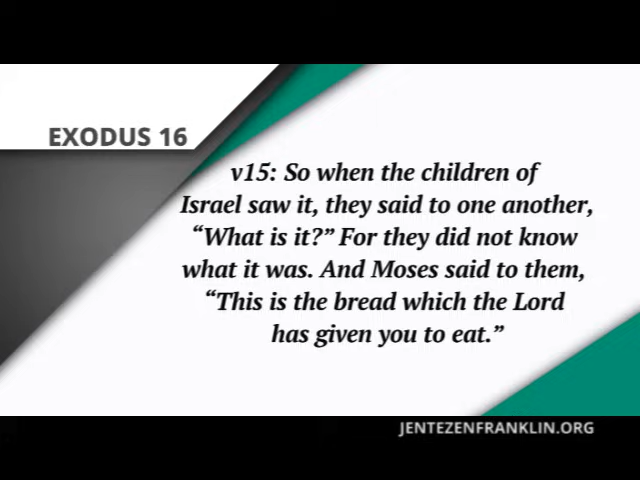 EXODUS 16
v15: So when the children of
Israel saw it, they said to one another,
“What is it?” For they did not know
what it was. And Moses said to them,
“This is the bread which the Lord
has given you to eat.”
JENTEZENFRANKLIN.ORG